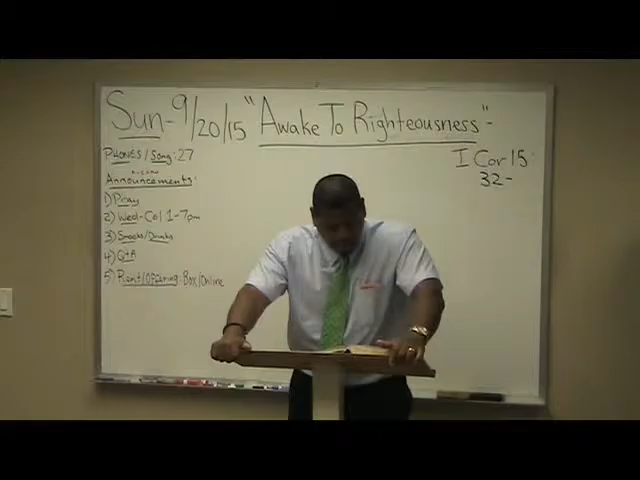 Sun-9/20/15 "Awake To Righteousness"-
PHONES/Song: 27
Announcements:
1) Pray
2) Wed-Col 1-7pm
3) Snacks/Drinks
4) Q+A
5) Rent/Offering: Box/Online
I Cor 15:
32-